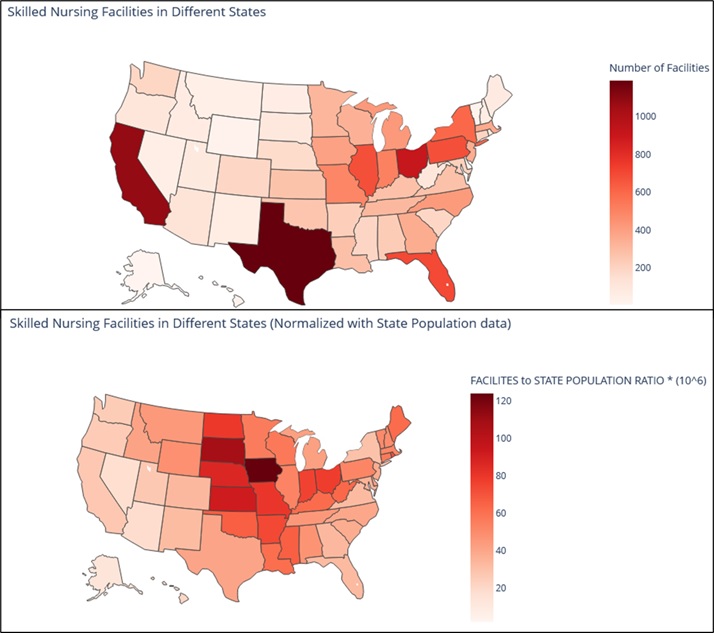 Skilled Nursing Facilities in Different States
Number of Facilities
1000
800
600
400
200
Skilled Nursing Facilities in Different States (Normalized with State Population data)
FACILITES to STATE POPULATION RATIO * (10^6)
120
100
80
60
40
20